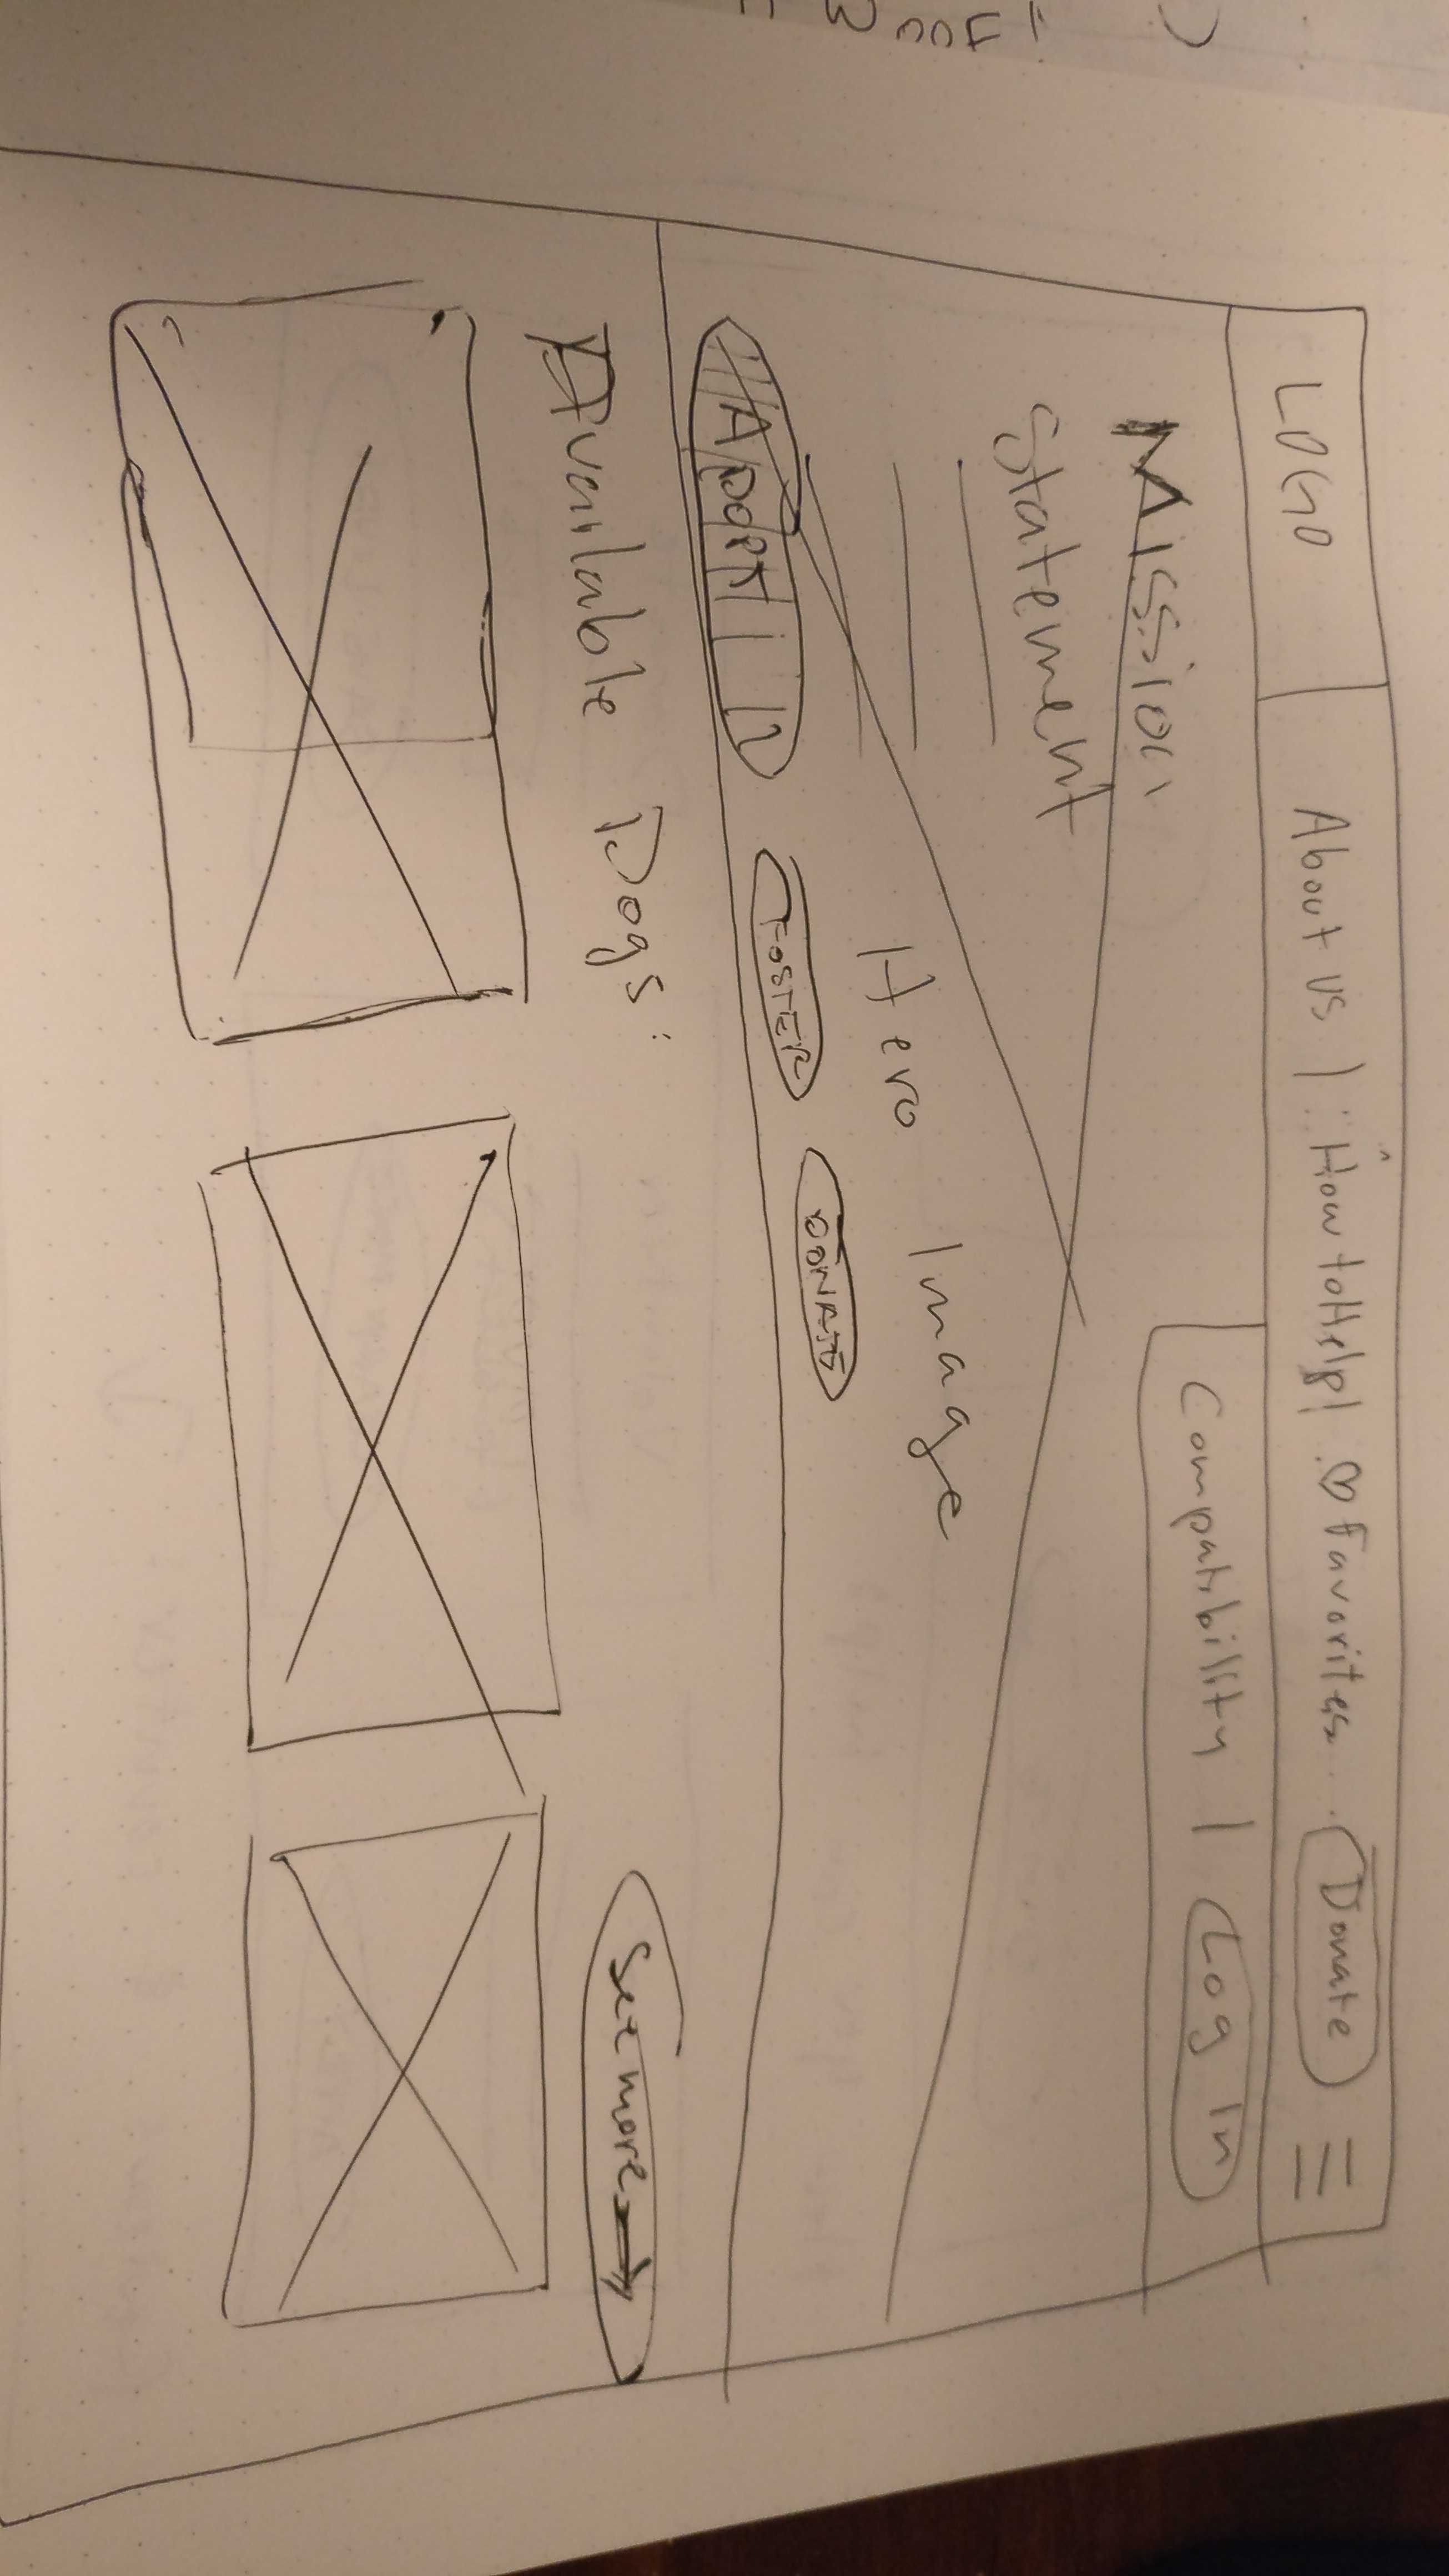 LOGO
About us | How to Help | ♡ Favorites Donate
Compatibility | Log In
Mission
Statement
Hero Image
ADOPT FOSTER DONATE
Available Dogs:
See more →